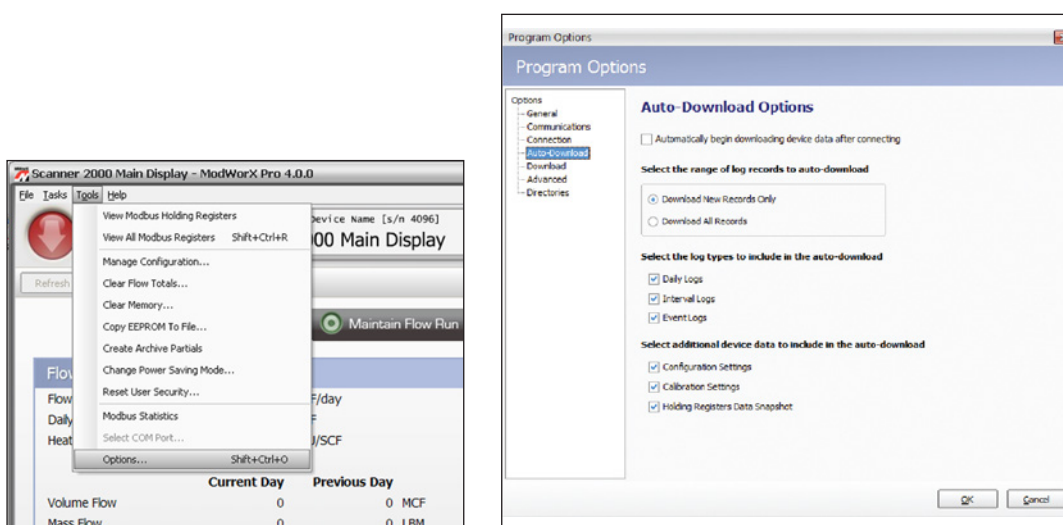 Scanner 2000 Main Display - ModWorX Pro 4.0.0
File Tasks Tools Help
Device Name [s/n 4096]
00 Main Display
View Modbus Holding Registers
View All Modbus Registers Shift+Ctrl+R
Manage Configuration...
Clear Flow Totals...
Clear Memory...
Copy EEPROM To File...
Create Archive Partials
Change Power Saving Mode...
Reset User Security...
Modbus Statistics
Select COM Port...
Options... Shift+Ctrl+O
Refresh
Maintain Flow Run
Flow
F/day
Daily
F
Heat
J/SCF
Current Day Previous Day
Volume Flow 0 0 MCF
Mass Flow 0 0 LBM
Program Options
Program Options
Options
General
Communications
Connection
Auto-Download
Download
Advanced
Directories
Auto-Download Options
Automatically begin downloading device data after connecting
Select the range of log records to auto-download
Download New Records Only
Download All Records
Select the log types to include in the auto-download
Daily Logs
Interval Logs
Event Logs
Select additional device data to include in the auto-download
Configuration Settings
Calibration Settings
Holding Registers Data Snapshot
OK Cancel